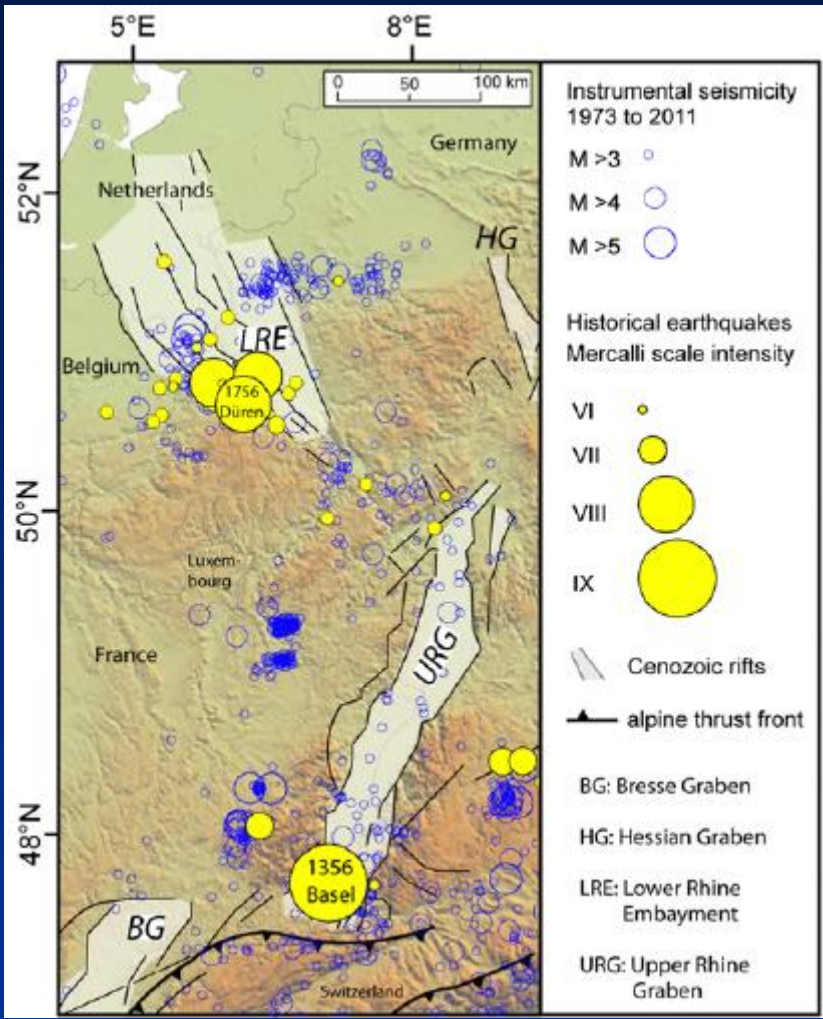 5°E
8°E
0 50 100 km
Germany
52°N
Netherlands
HG
LRE
Belgium
1756
Düren
50°N
Luxem-
bourg
France
URG
48°N
1356
Basel
BG
Switzerland
Instrumental seismicity
1973 to 2011
M >3
M >4
M >5
Historical earthquakes
Mercalli scale intensity
VI
VII
VIII
IX
Cenozoic rifts
alpine thrust front
BG: Bresse Graben
HG: Hessian Graben
LRE: Lower Rhine
Embayment
URG: Upper Rhine
Graben